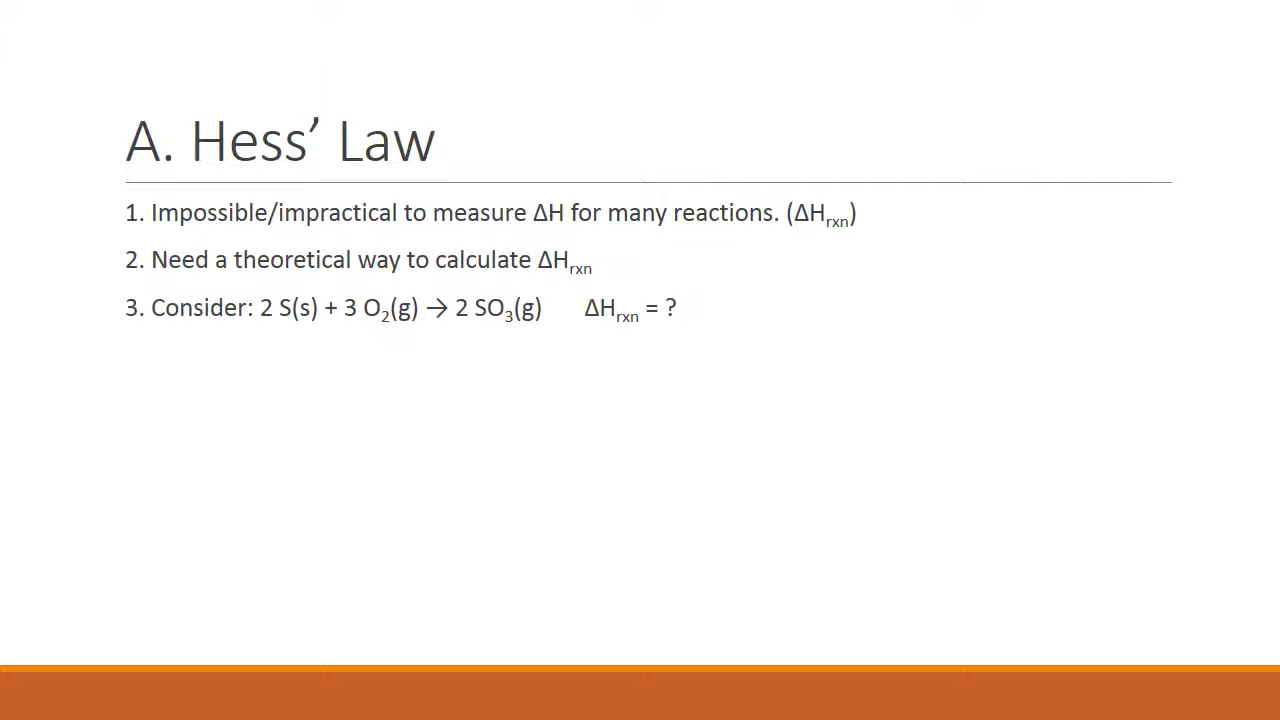 A. Hess’ Law
1. Impossible/impractical to measure ΔH for many reactions. (ΔHrxn)
2. Need a theoretical way to calculate ΔHrxn
3. Consider: 2 S(s) + 3 O2(g) → 2 SO3(g) ΔHrxn = ?